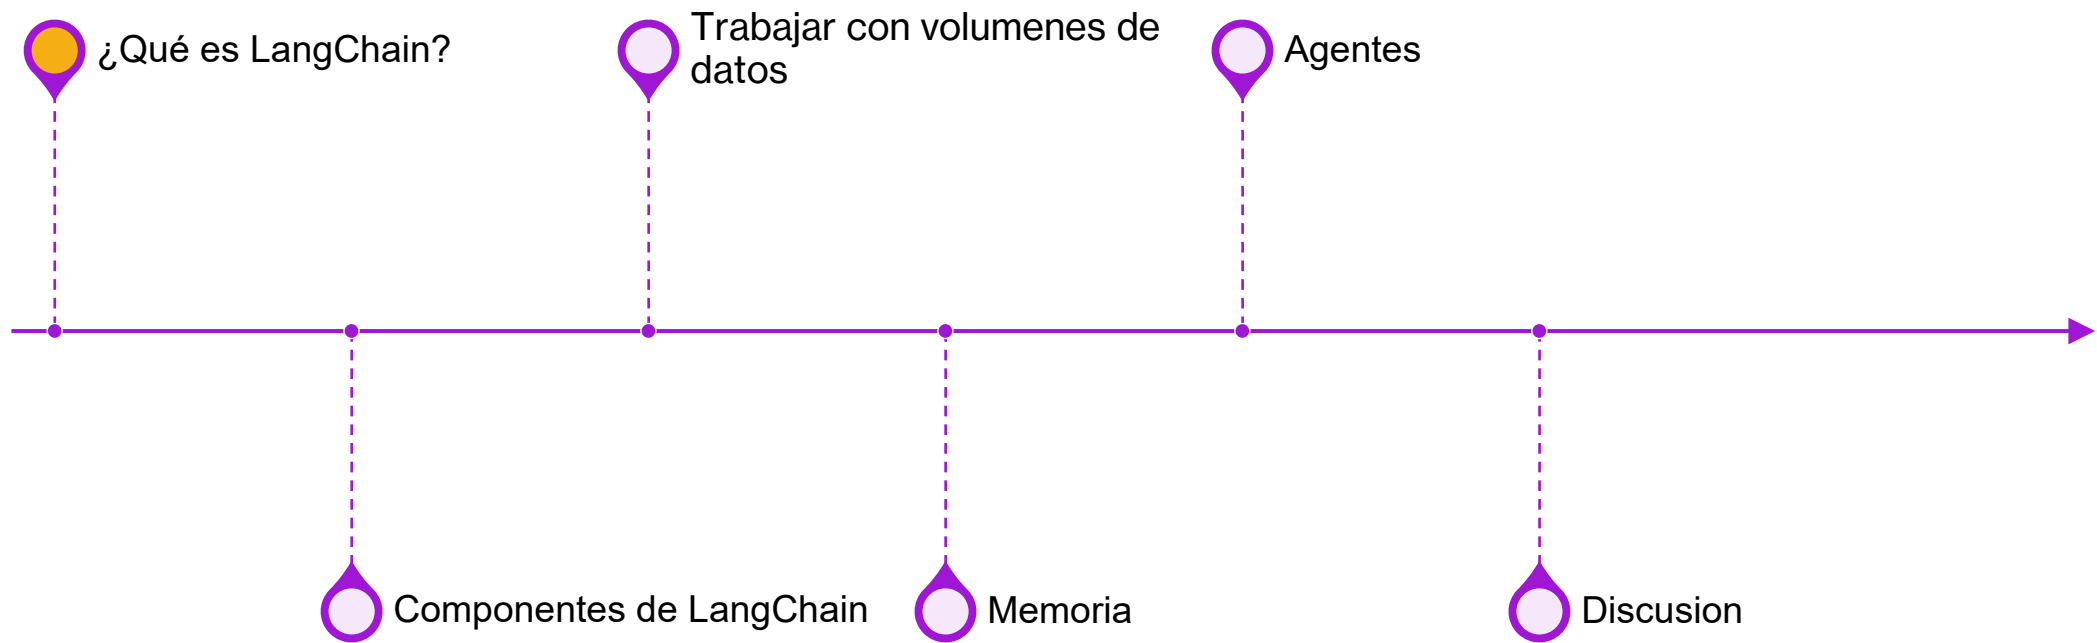 ¿Qué es LangChain?
Trabajar con volumenes de
datos
Agentes
Componentes de LangChain
Memoria
Discusion